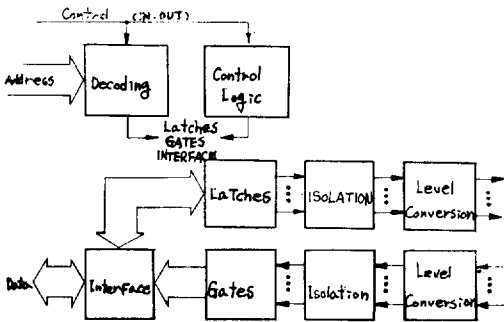 Control (IN.OUT)
Address
Decoding
Control
Logic
Latches
GATES
INTERFACE
LaTches
ISOLATION
Level
Conversion
Data
Interface
Gates
Isolation
Level
Conversion